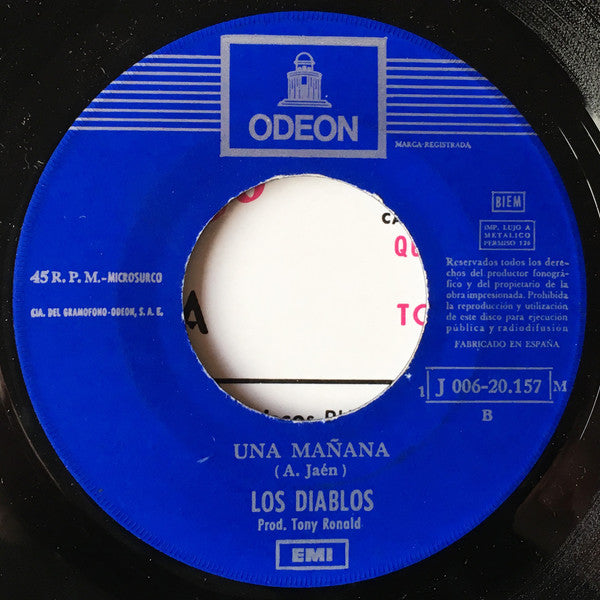 ODEON
MARCA·REGISTRADA
BIEM
IMP. LUJO A
METALICO
PERMISO 126
45 R. P. M.-MICROSURCO
CIA. DEL GRAMOFONO-ODEON, S. A. E.
Reservados todos los dere-
chos del productor fonográ-
fico y del propietario de la
obra impresionada. Prohibida
la reproducción y utilización
de este disco para ejecución
pública y radiodifusión
FABRICADO EN ESPAÑA
1 J 006-20.157 M
B
UNA MAÑANA
(A. Jaén)
LOS DIABLOS
Prod. Tony Ronald
EMI